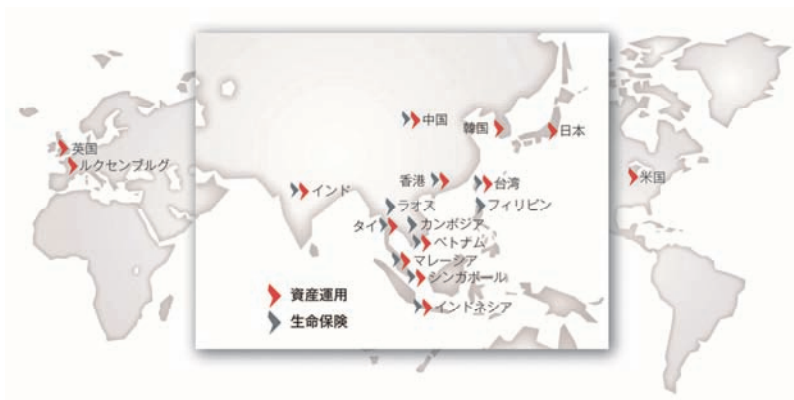 中国
韓国
日本
英国
ルクセンブルグ
米国
香港
台湾
インド
ラオス
フィリピン
タイ
カンボジア
ベトナム
マレーシア
シンガポール
インドネシア
資産運用
生命保険